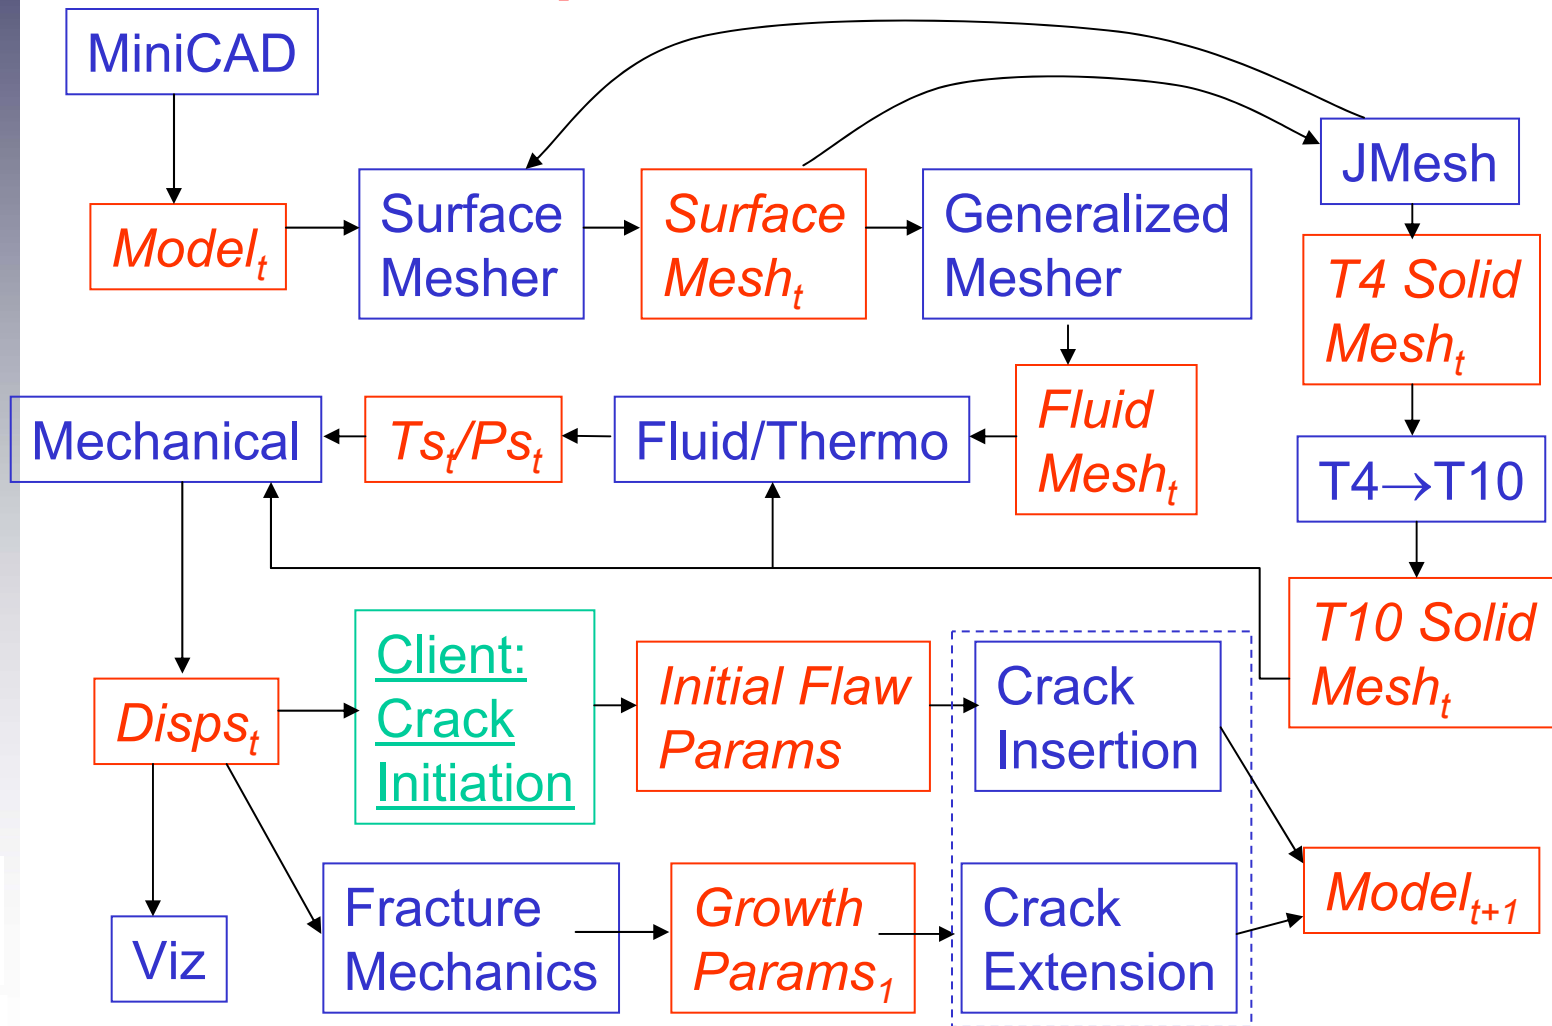 MiniCAD
JMesh
Model_t
Surface
Mesher
Surface
Mesh_t
Generalized
Mesher
T4 Solid
Mesh_t
Mechanical
Ts_t/Ps_t
Fluid/Thermo
Fluid
Mesh_t
T4→T10
T10 Solid
Mesh_t
Disps_t
Client:
Crack
Initiation
Initial Flaw
Params
Crack
Insertion
Viz
Fracture
Mechanics
Growth
Params_1
Crack
Extension
Model_{t+1}